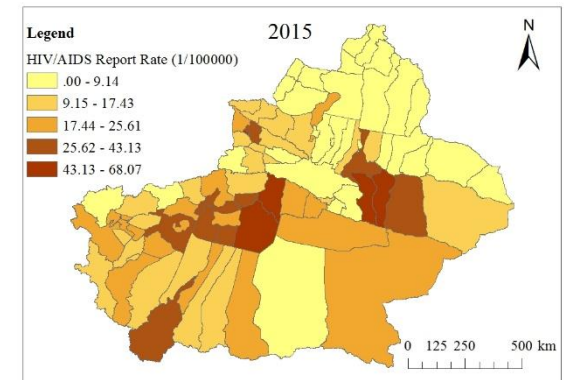 Legend
2015
N
HIV/AIDS Report Rate (1/100000)
.00 - 9.14
9.15 - 17.43
17.44 - 25.61
25.62 - 43.13
43.13 - 68.07
0 125 250 500 km